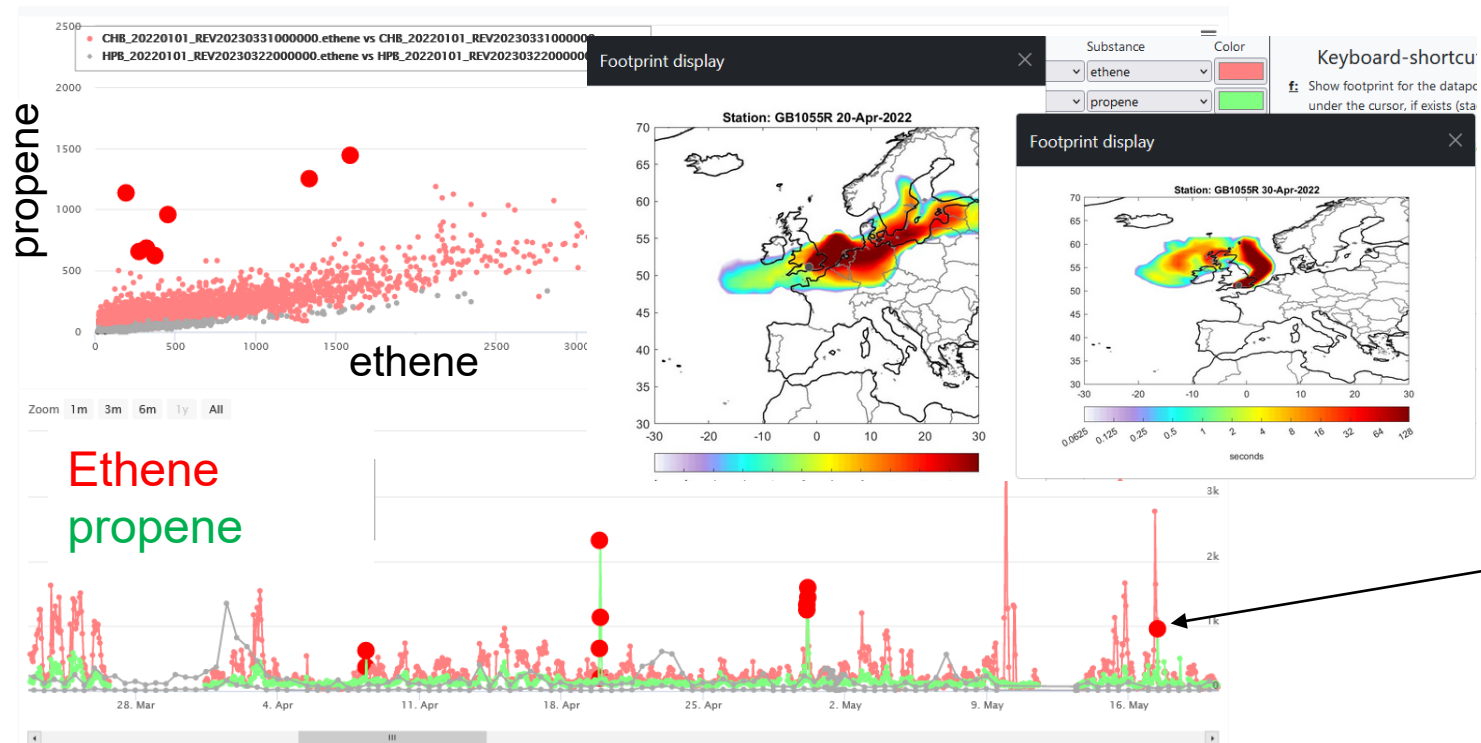 2500
CHB_20220101_REV20230331000000.ethene vs CHB_20220101_REV20230331000000
HPB_20220101_REV20230322000000.ethene vs HPB_20220101_REV20230322000000
2000
1500
1000
500
0
propene
0 500 1000 1500 2500 3000
ethene
Footprint display
Station: GB1055R 20-Apr-2022
70
65
60
55
50
45
40
35
30
-30 -20 -10 0 10 20 30
Substance Color
ethene
propene
Keyboard-shortcu
f: Show footprint for the datapo
under the cursor, if exists (sta
Footprint display
Station: GB1055R 30-Apr-2022
70
65
60
55
50
45
40
35
30
-30 -20 -10 0 10 20 30
0.0625 0.125 0.25 0.5 1 2 4 8 16 32 64 128
seconds
Zoom 1m 3m 6m 1y All
Ethene
propene
3k
2k
1k
0
28. Mar 4. Apr 11. Apr 18. Apr 25. Apr 2. May 9. May 16. May